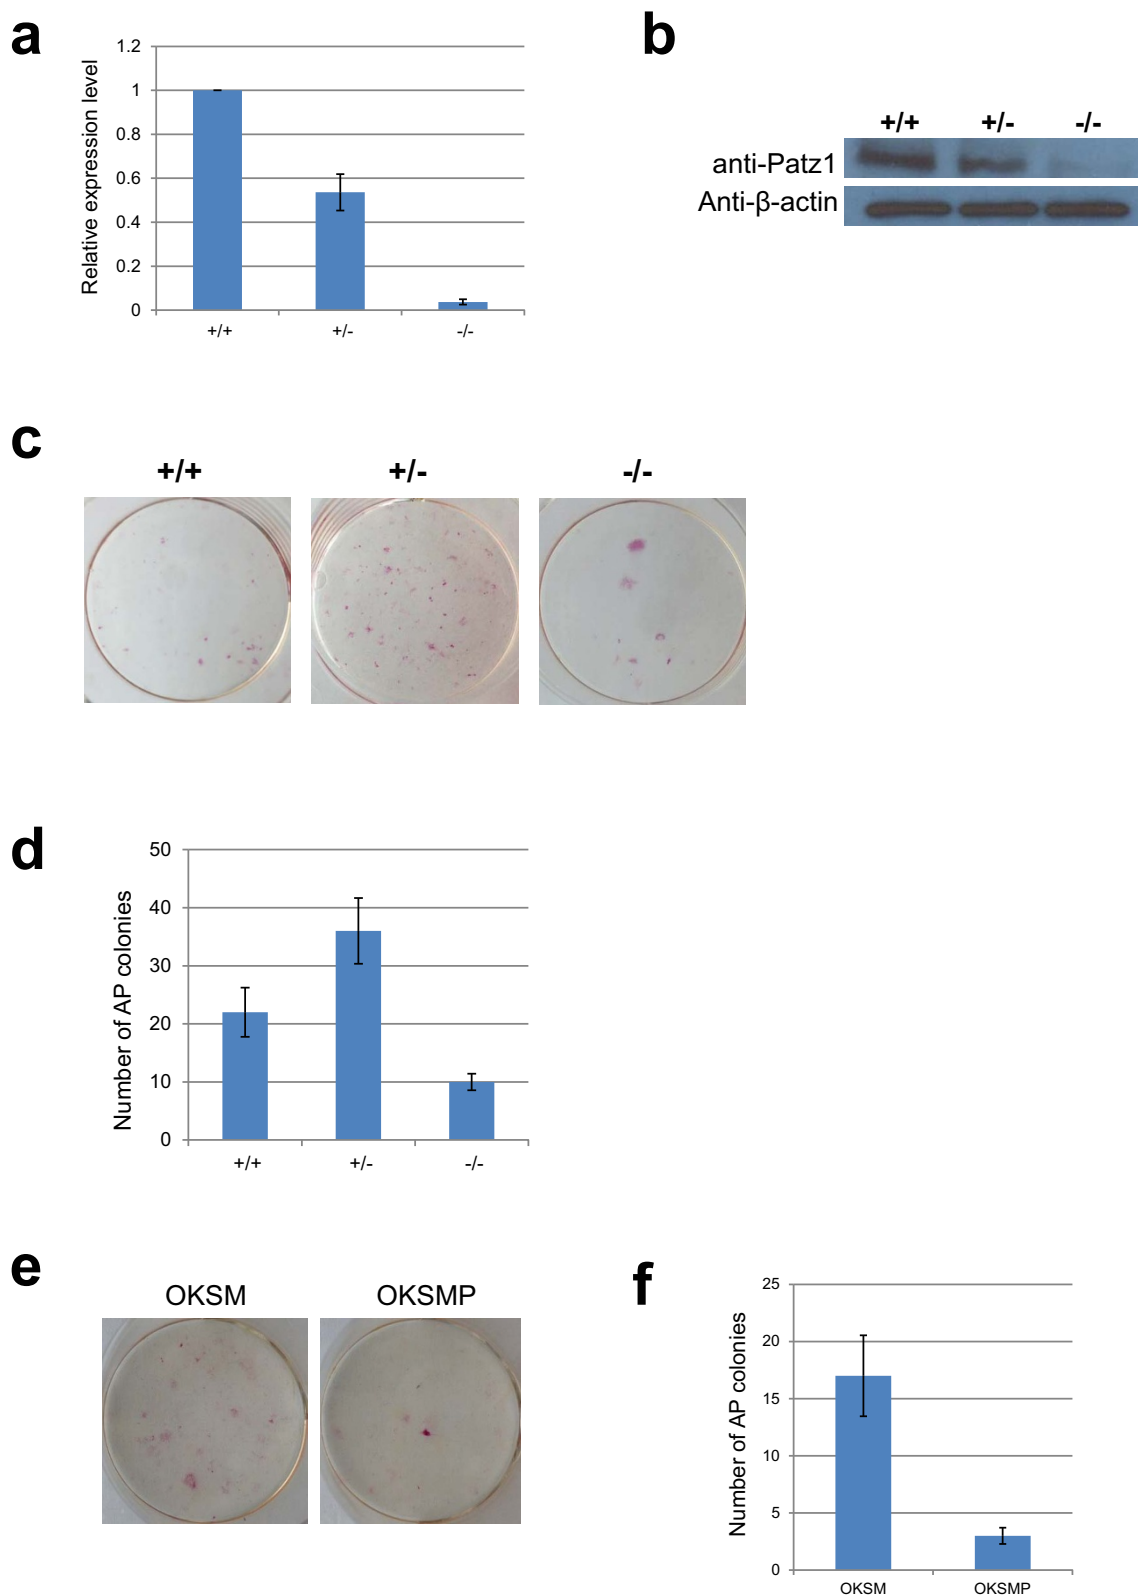 a
Relative expression level
1.2
1
0.8
0.6
0.4
0.2
0
+/+ +/- -/-
b
+/+ +/- -/-
anti-Patz1
Anti-β-actin
c
+/+ +/- -/-
d
Number of AP colonies
50
40
30
20
10
0
+/+ +/- -/-
e
OKSM OKSMP
f
Number of AP colonies
25
20
15
10
5
0
OKSM OKSMP